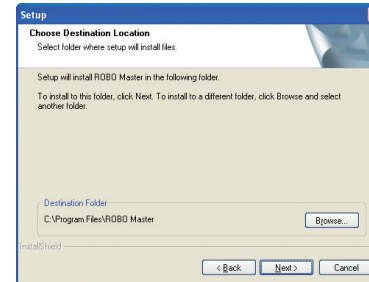 Setup
Choose Destination Location
Select folder where setup will install files.
Setup will install ROBO Master in the following folder.
To install to this folder, click Next. To install to a different folder, click Browse and select
another folder.
Destination Folder
C:\Program Files\ROBO Master
Browse...
InstallShield
< Back
Next >
Cancel